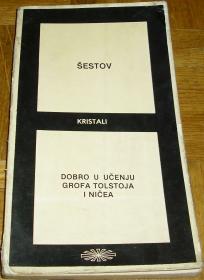 ŠESTOV
KRISTALI
DOBRO U UČENJU
GROFA TOLSTOJA
I NIČEA